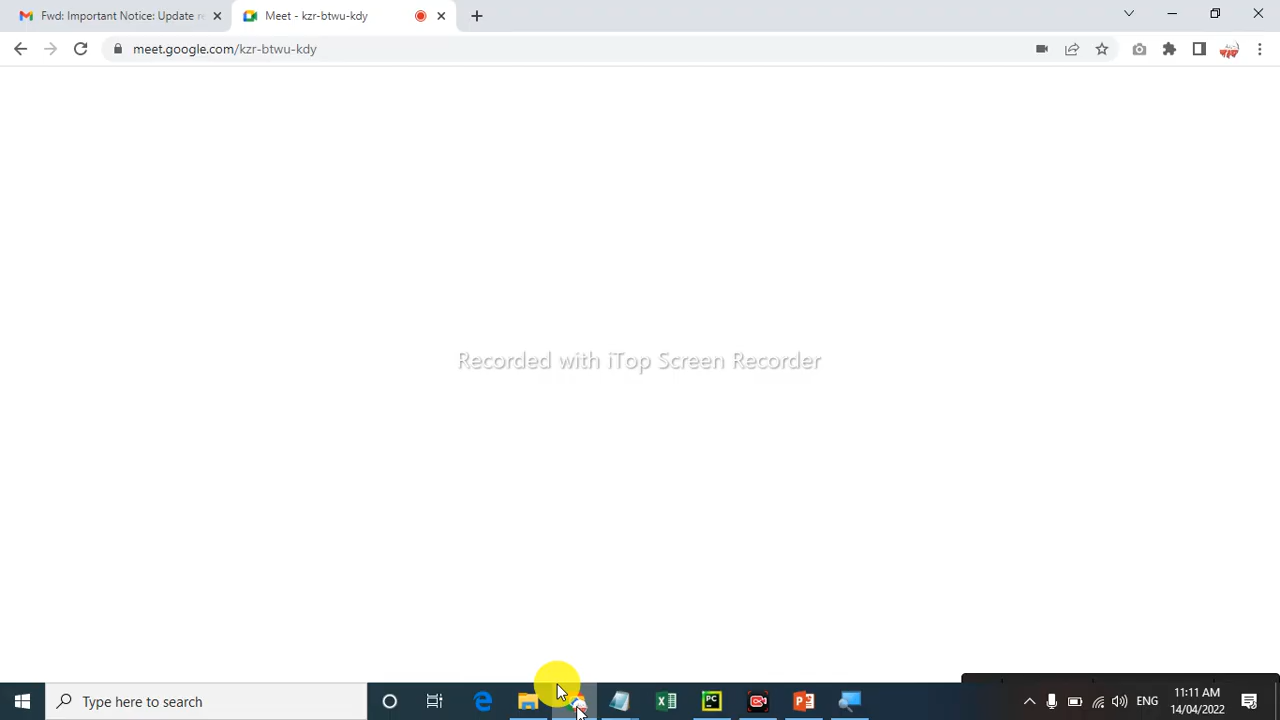 Fwd: Important Notice: Update r
Meet - kzr-btwu-kdy
meet.google.com/kzr-btwu-kdy
Recorded with iTop Screen Recorder
Type here to search
PC
ENG
11:11 AM
14/04/2022